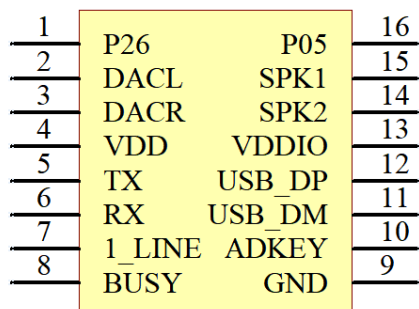 1 P26 P05 16
2 DACL SPK1 15
3 DACR SPK2 14
4 VDD VDDIO 13
5 TX USB_DP 12
6 RX USB_DM 11
7 1_LINE ADKEY 10
8 BUSY GND 9